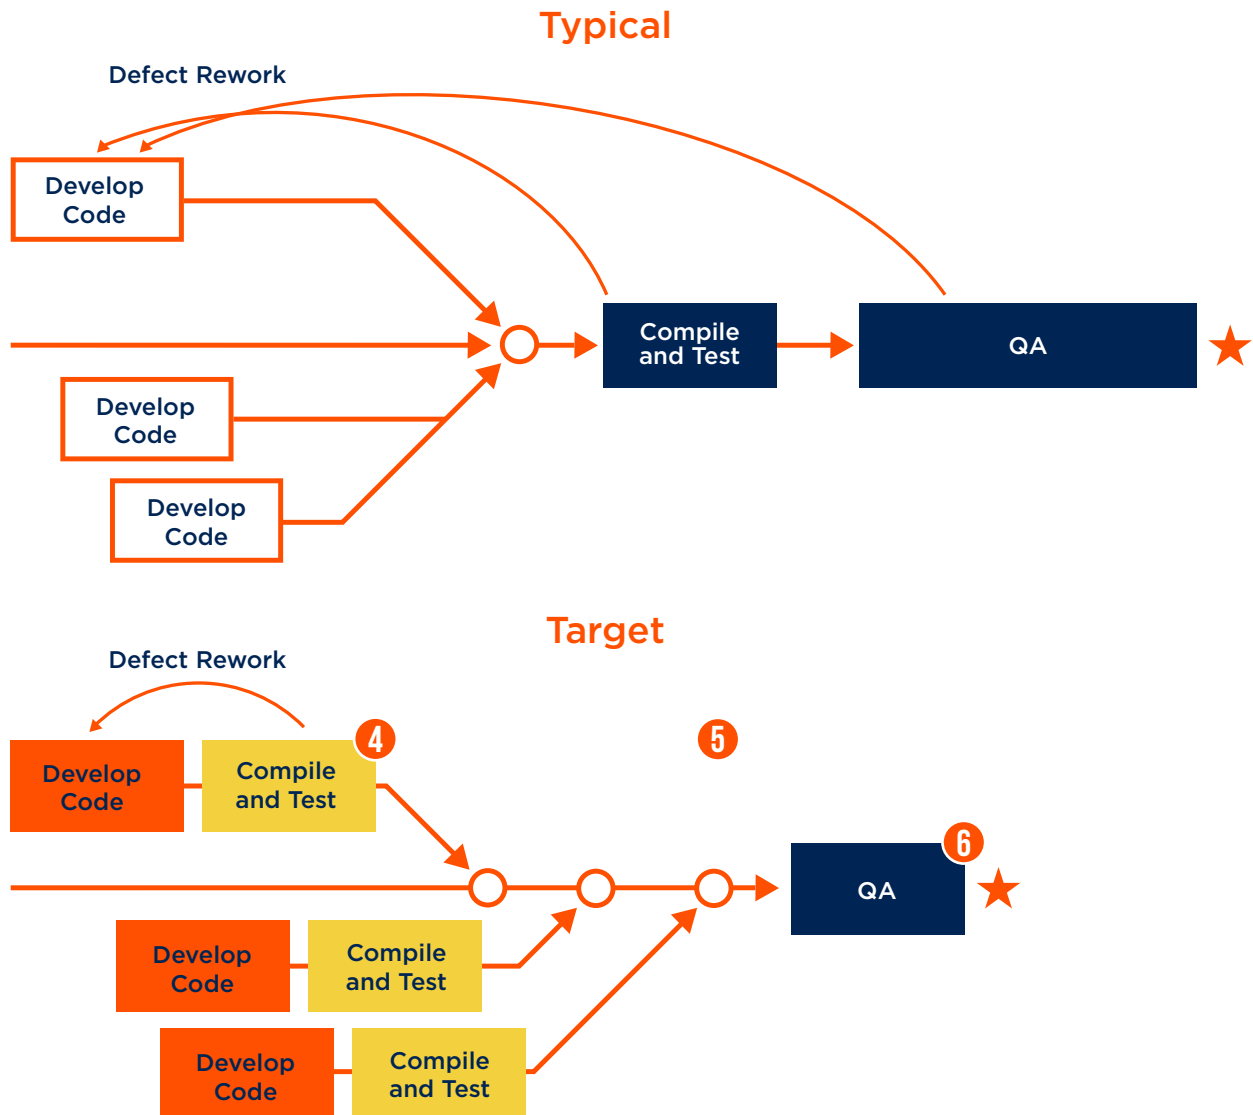 Typical
Defect Rework
Develop
Code
Compile
and Test
QA
Develop
Code
Develop
Code
Target
Defect Rework
Develop
Code
Compile
and Test
4
5
6
QA
Develop
Code
Compile
and Test
Develop
Code
Compile
and Test